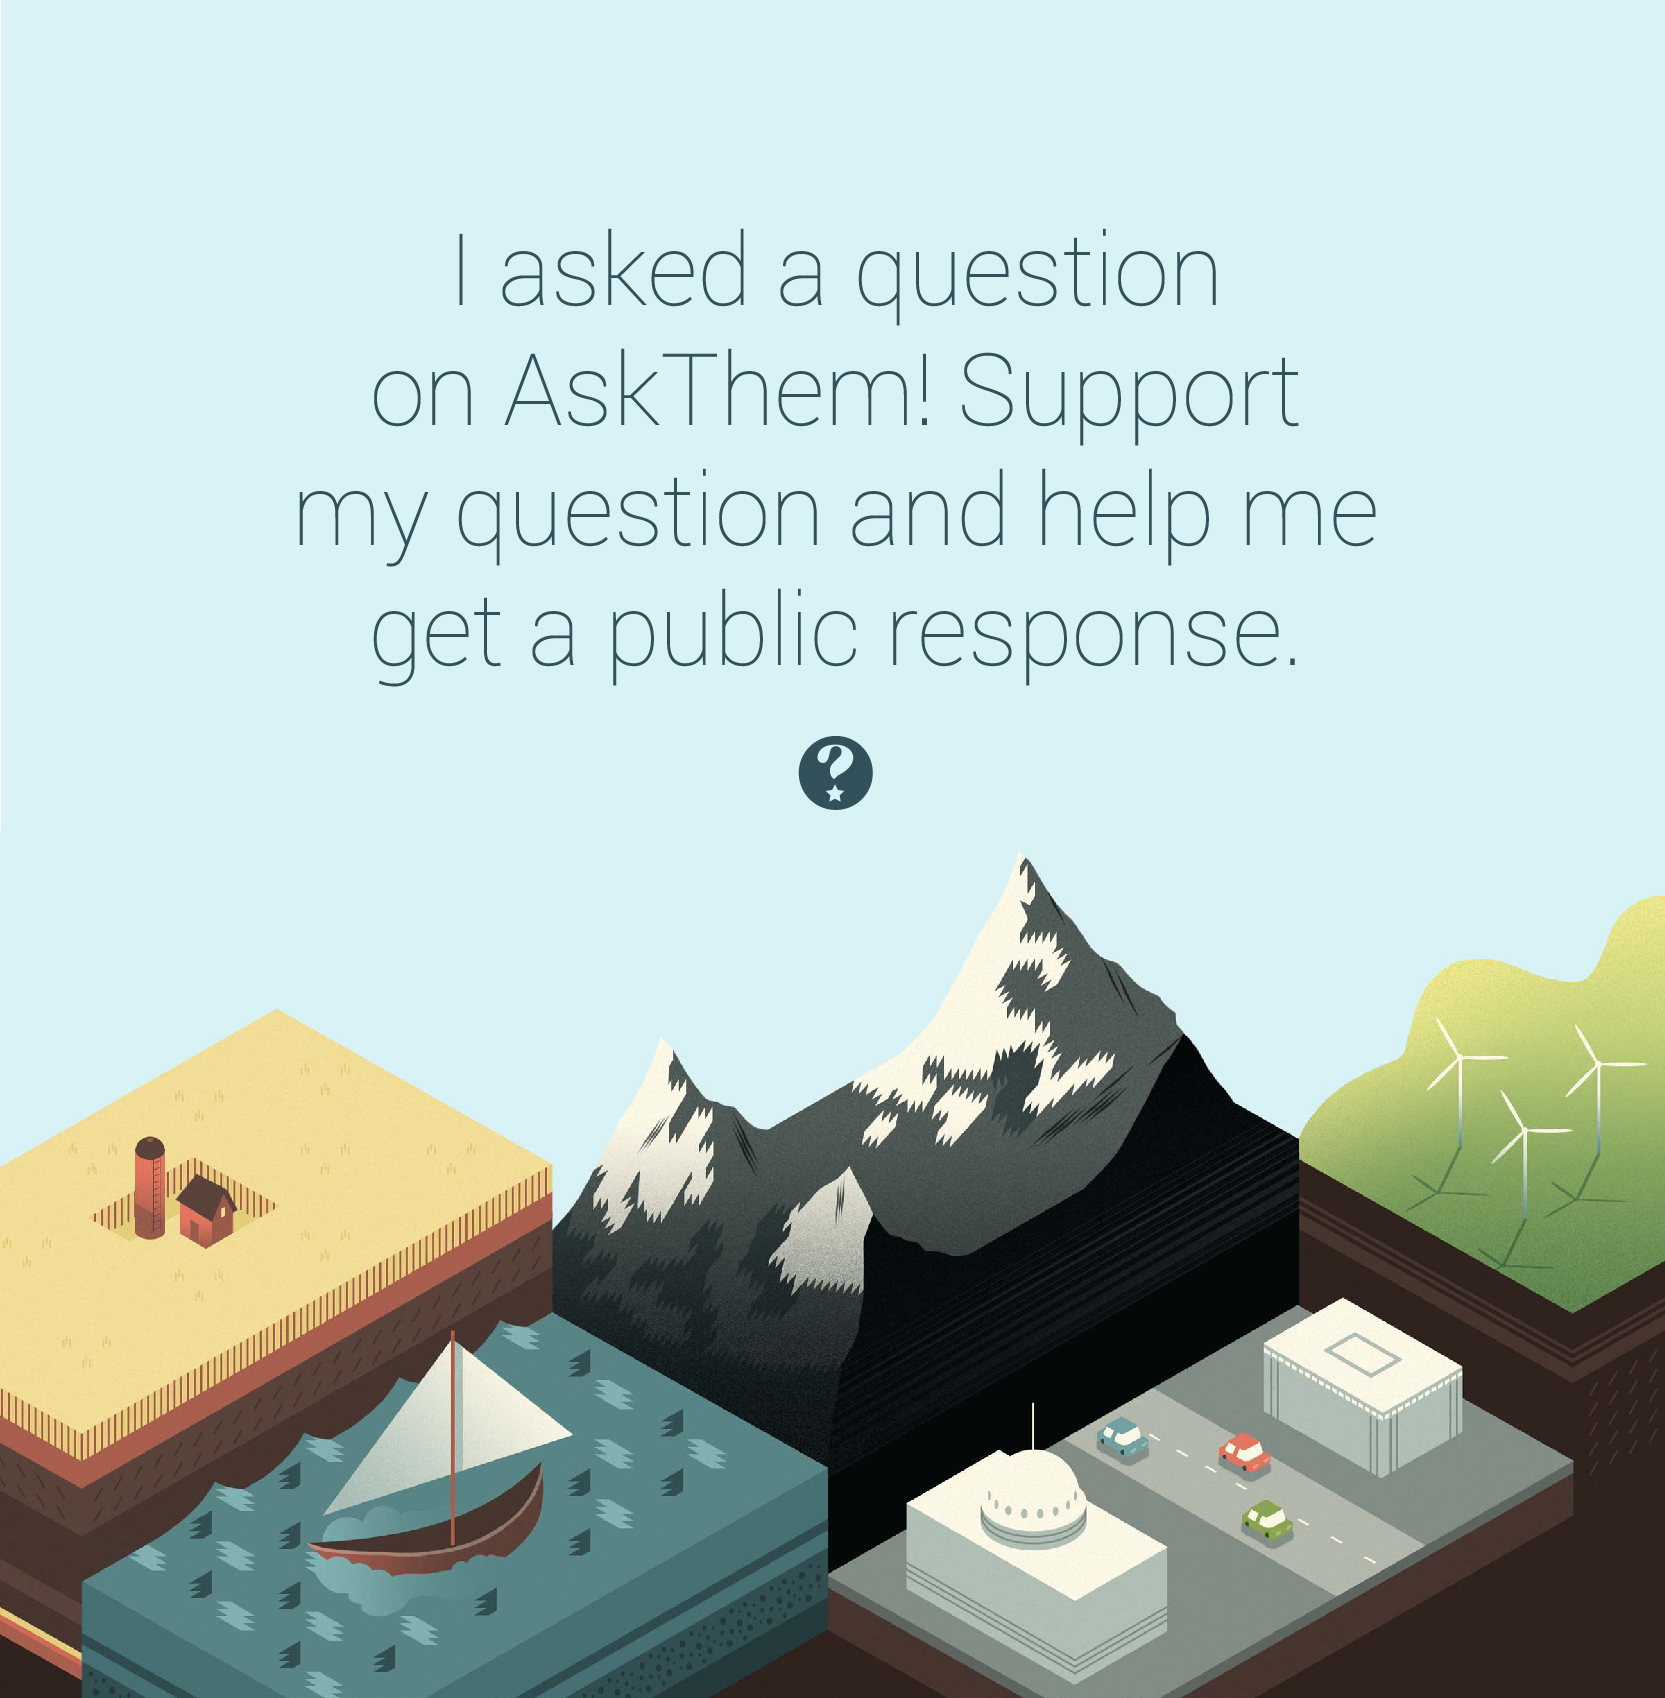 I asked a question
on AskThem! Support
my question and help me
get a public response.
?